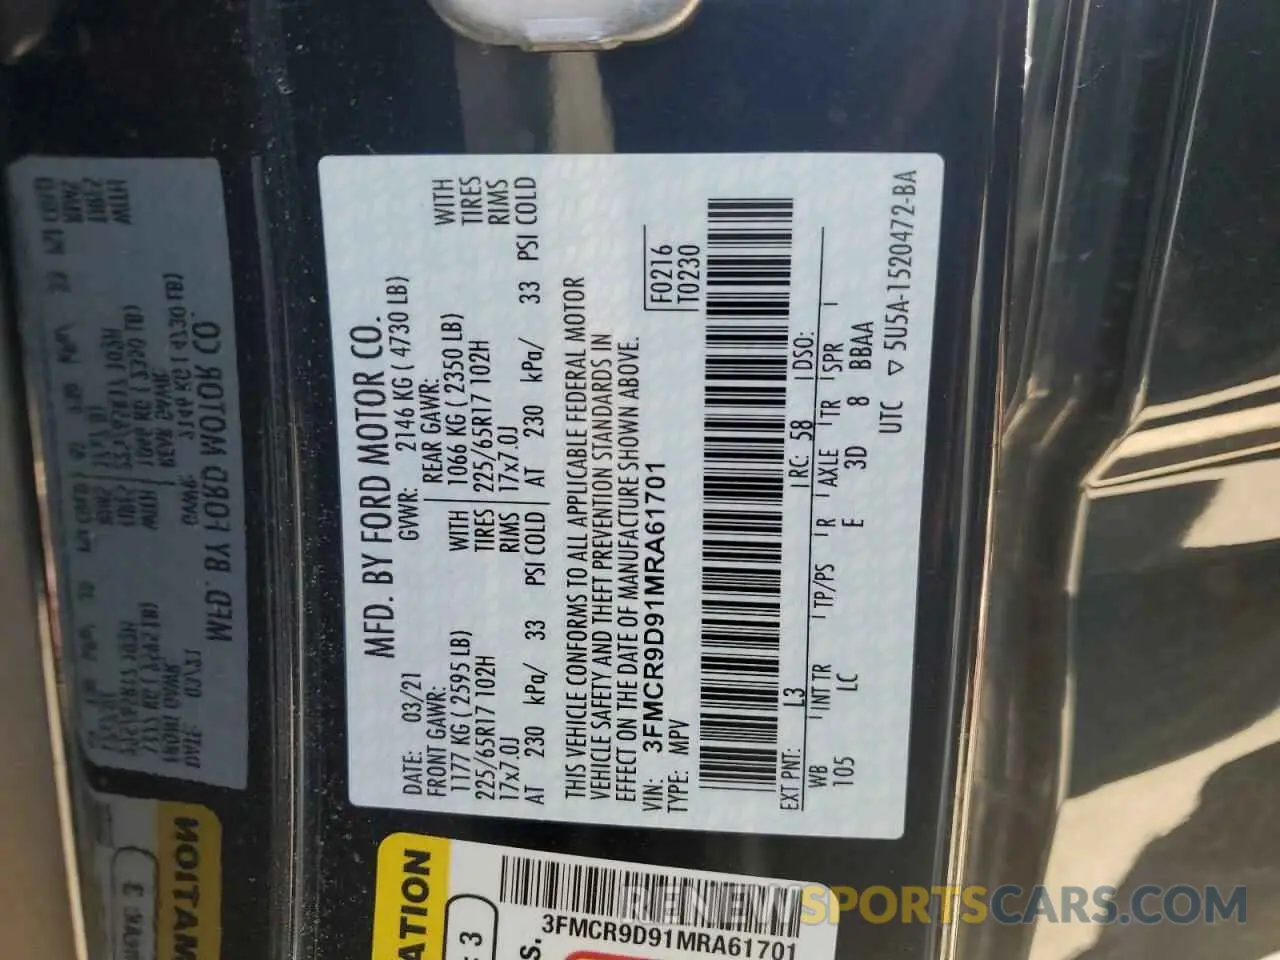 MFD. BY FORD MOTOR CO.
DATE: 03/21 GVWR: 2146 KG ( 4730 LB)
FRONT GAWR: REAR GAWR:
1177 KG ( 2595 LB) WITH 1066 KG ( 2350 LB) WITH
225/65R17 102H TIRES 225/65R17 102H TIRES
17x7.0J RIMS 17x7.0J RIMS
AT 230 kPa/ 33 PSI COLD AT 230 kPa/ 33 PSI COLD
THIS VEHICLE CONFORMS TO ALL APPLICABLE FEDERAL MOTOR
VEHICLE SAFETY AND THEFT PREVENTION STANDARDS IN
EFFECT ON THE DATE OF MANUFACTURE SHOWN ABOVE.
VIN: 3FMCR9D91MRA61701 F0216
TYPE: MPV T0230
EXT PNT: L3 RC: 58 DSO:
WB INT TR TP/PS R AXLE TR SPR
105 LC E 3D 8 BBAA
UTC ▽ 5U5A-1520472-BA
ATION
: 3
s.
3FMCR9D91MRA61701
RENEWSPORTSCARS.COM